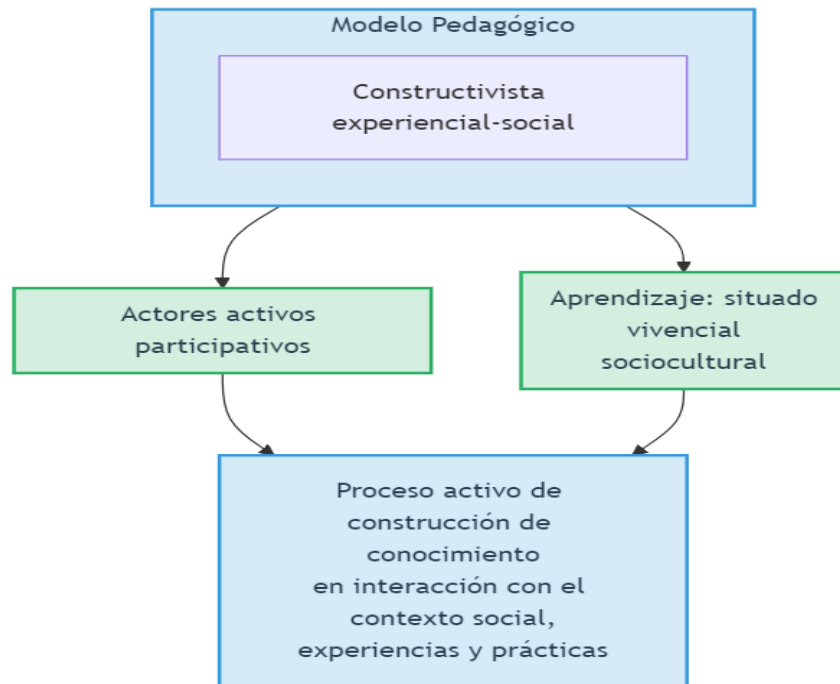 Modelo Pedagógico
Constructivista
experiencial-social
Actores activos
participativos
Aprendizaje: situado
vivencial
sociocultural
Proceso activo de
construcción de
conocimiento
en interacción con el
contexto social,
experiencias y prácticas